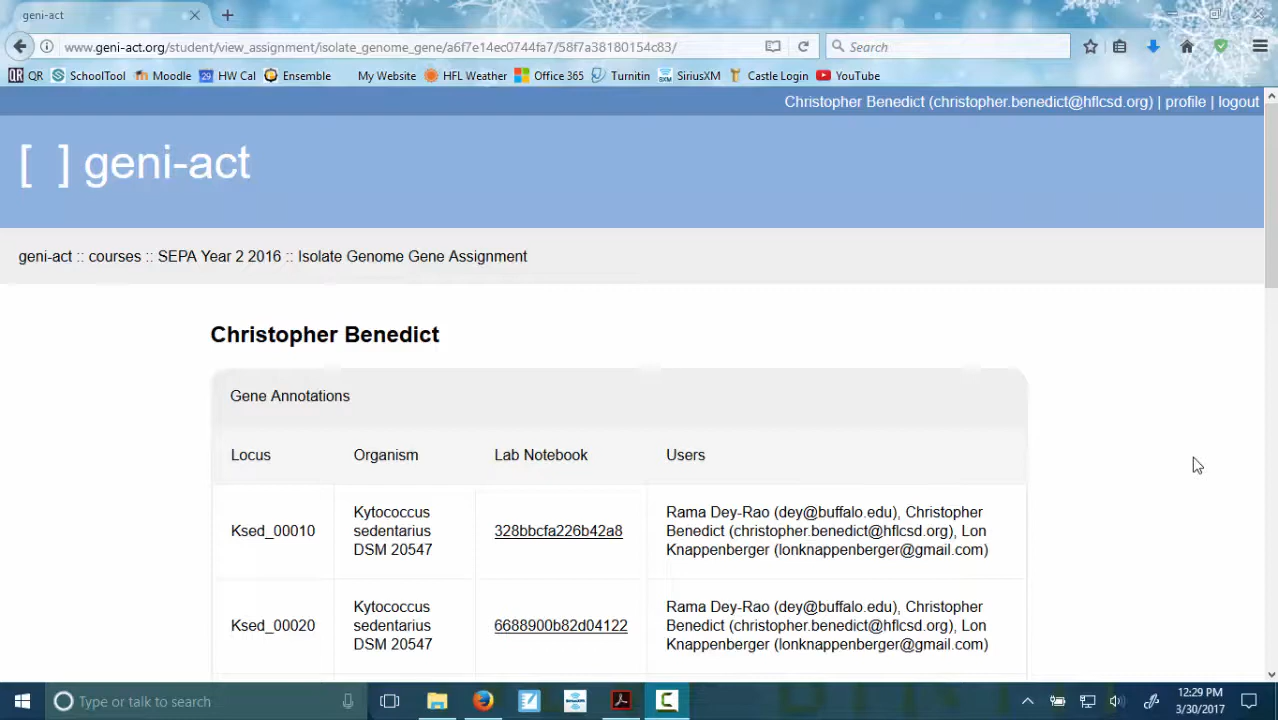 geni-act
www.geni-act.org/student/view_assignment/isolate_genome_gene/a6f7e14ec0744fa7/58f7a38180154c83/
Search
QR QR SchoolTool Moodle 29 HW Cal Ensemble My Website HFL Weather Office 365 Turnitin SXM SiriusXM Castle Login YouTube
Christopher Benedict (christopher.benedict@hflcsd.org) | profile | logout
[ ] geni-act
geni-act :: courses :: SEPA Year 2 2016 :: Isolate Genome Gene Assignment
Christopher Benedict
Gene Annotations
Locus Organism Lab Notebook Users
Ksed_00010
Kytococcus
sedentarius
DSM 20547
328bbcfa226b42a8
Rama Dey-Rao (dey@buffalo.edu), Christopher
Benedict (christopher.benedict@hflcsd.org), Lon
Knappenberger (lonknappenberger@gmail.com)
Ksed_00020
Kytococcus
sedentarius
DSM 20547
6688900b82d04122
Rama Dey-Rao (dey@buffalo.edu), Christopher
Benedict (christopher.benedict@hflcsd.org), Lon
Knappenberger (lonknappenberger@gmail.com)
Type or talk to search
12:29 PM
3/30/2017